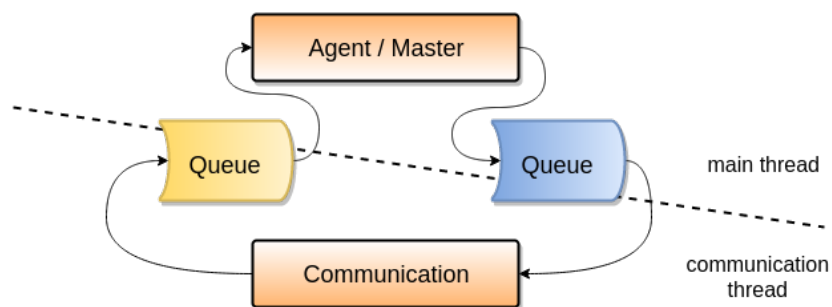 Agent / Master
Queue
Queue
main thread
Communication
communication
thread